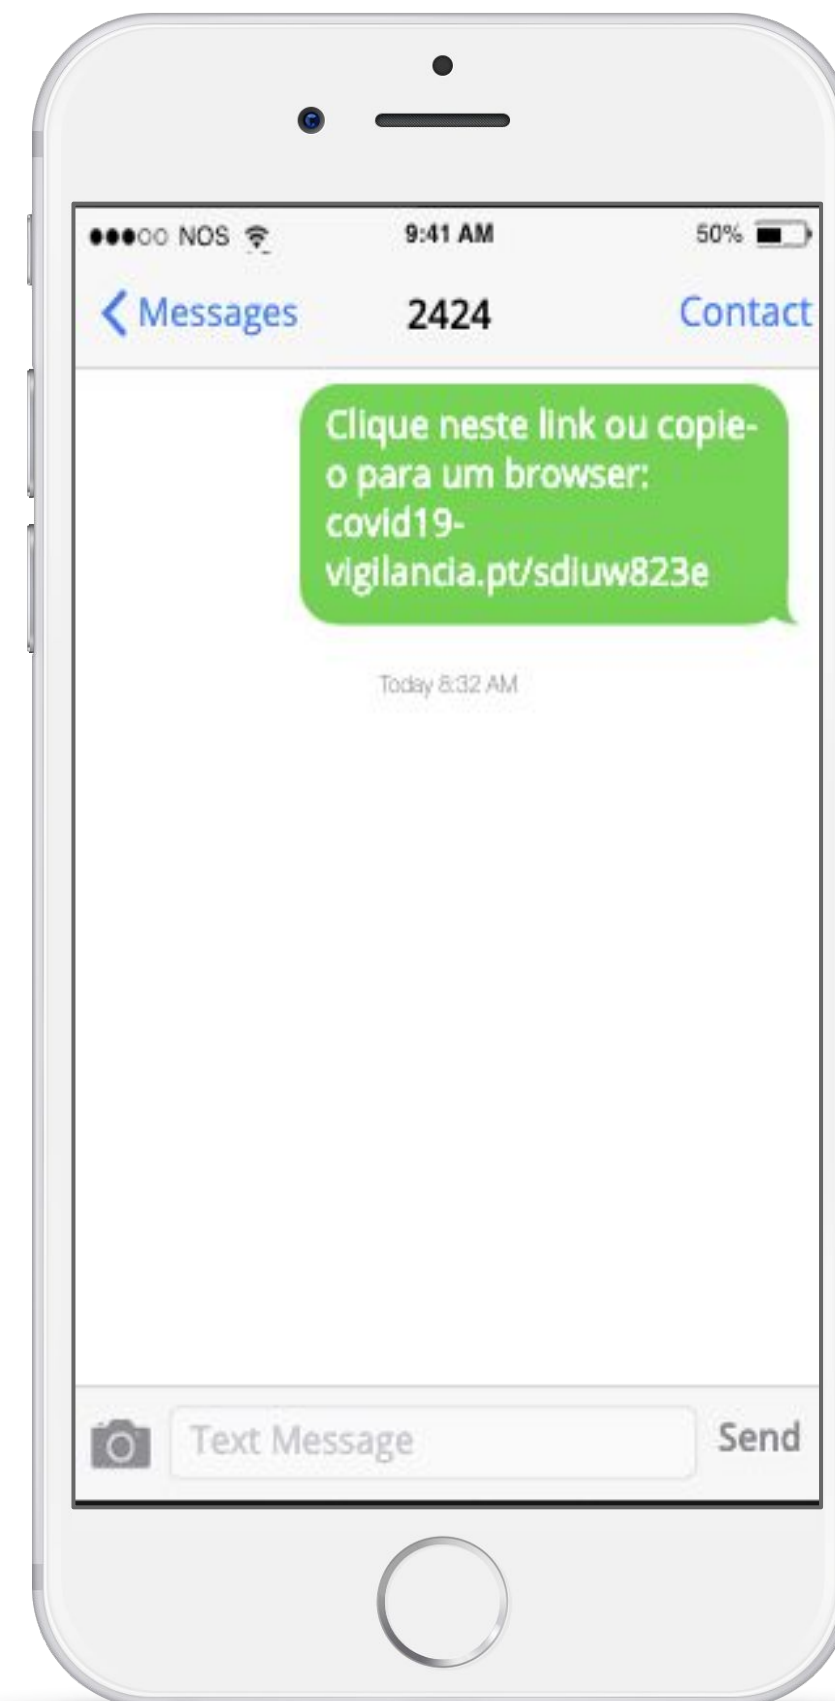 ●●●○○ NOS 9:41 AM 50%
Messages 2424 Contact
Clique neste link ou copie-
o para um browser:
covid19-
vigilancia.pt/sdiuw823e
Today 8:32 AM
Text Message Send